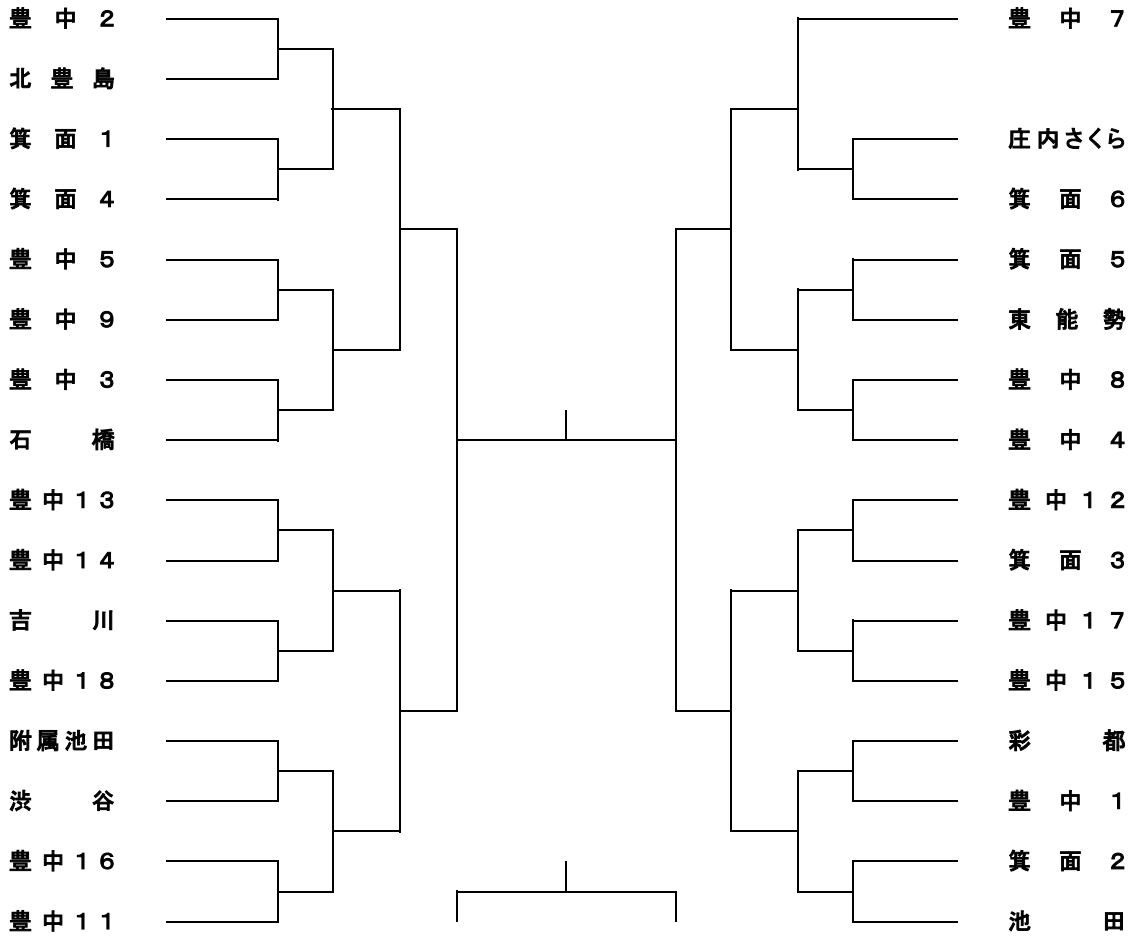 豊中2
北豊島
箕面1
箕面4
豊中5
豊中9
豊中3
石橋
豊中13
豊中14
吉川
豊中18
附属池田
渋谷
豊中16
豊中11
豊中7
庄内さくら
箕面6
箕面5
東能勢
豊中8
豊中4
豊中12
箕面3
豊中17
豊中15
彩都
豊中1
箕面2
池田